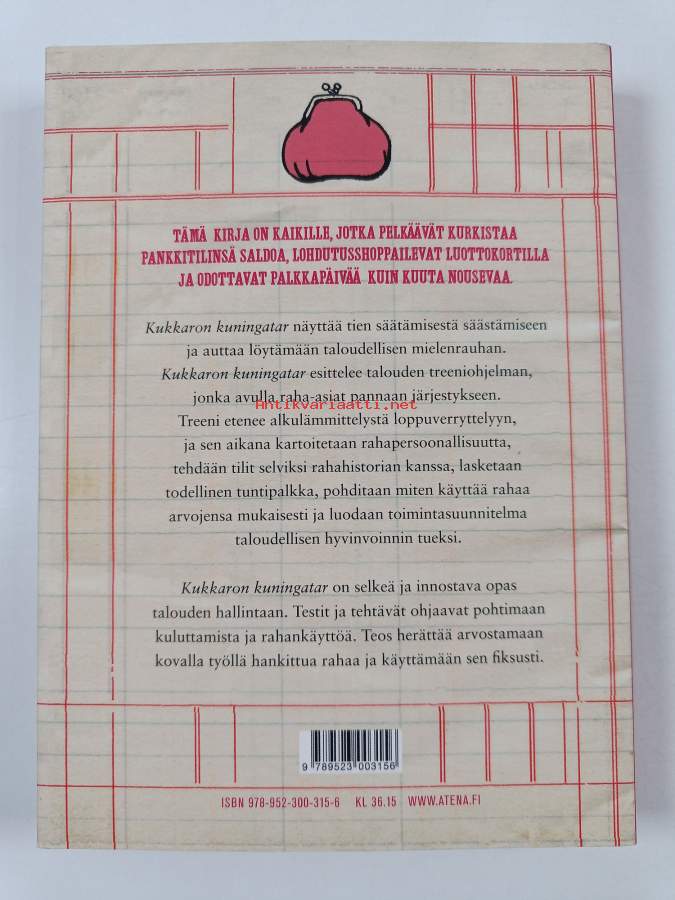 TÄMÄ KIRJA ON KAIKILLE, JOTKA PELKÄÄVÄT KURKISTAA
PANKKITILINSÄ SALDOA, LOHDUTUSSHOPPAILEVAT LUOTTOKORTILLA
JA ODOTTAVAT PALKKAPÄIVÄÄ KUIN KUUTA NOUSEVAA.
Kukkaron kuningatar näyttää tien säätämisestä säästämiseen
ja auttaa löytämään taloudellisen mielenrauhan.
Kukkaron kuningatar esittelee talouden treeniohjelman,
jonka avulla raha-asiat pannaan järjestykseen.
Antikvariaatti.net
Treeni etenee alkulämmittelystä loppuverryttelyyn,
ja sen aikana kartoitetaan rahapersoonallisuutta,
tehdään tilit selviksi rahahistorian kanssa, lasketaan
todellinen tuntipalkka, pohditaan miten käyttää rahaa
arvojensa mukaisesti ja luodaan toimintasuunnitelma
taloudellisen hyvinvoinnin tueksi.
Kukkaron kuningatar on selkeä ja innostava opas
talouden hallintaan. Testit ja tehtävät ohjaavat pohtimaan
kuluttamista ja rahankäyttöä. Teos herättää arvostamaan
kovalla työllä hankittua rahaa ja käyttämään sen fiksusti.
9 789523 003156
ISBN 978-952-300-315-6 KL 36.15 WWW.ATENA.FI